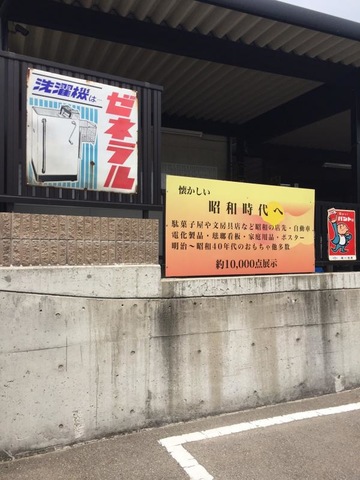 洗濯機は
ゼネラル
懐かしい
昭和時代へ
駄菓子屋や文房具店など昭和の店先・自動車
電化製品・琺瑯看板・家庭用品・ポスター
明治～昭和40年代のおもちゃ他多数
約10,000点展示